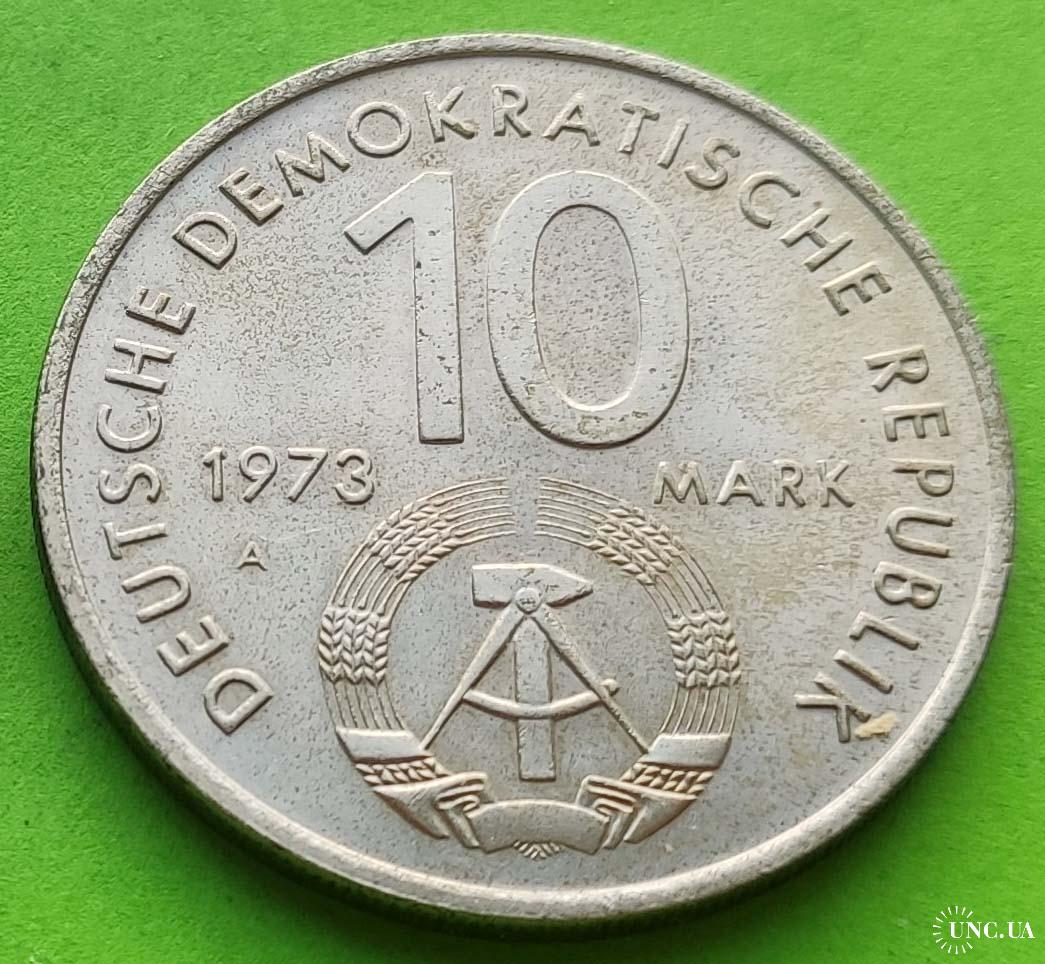 DEUTSCHE DEMOKRATISCHE REPUBLIK
10
1973 MARK
A
UNC.UA